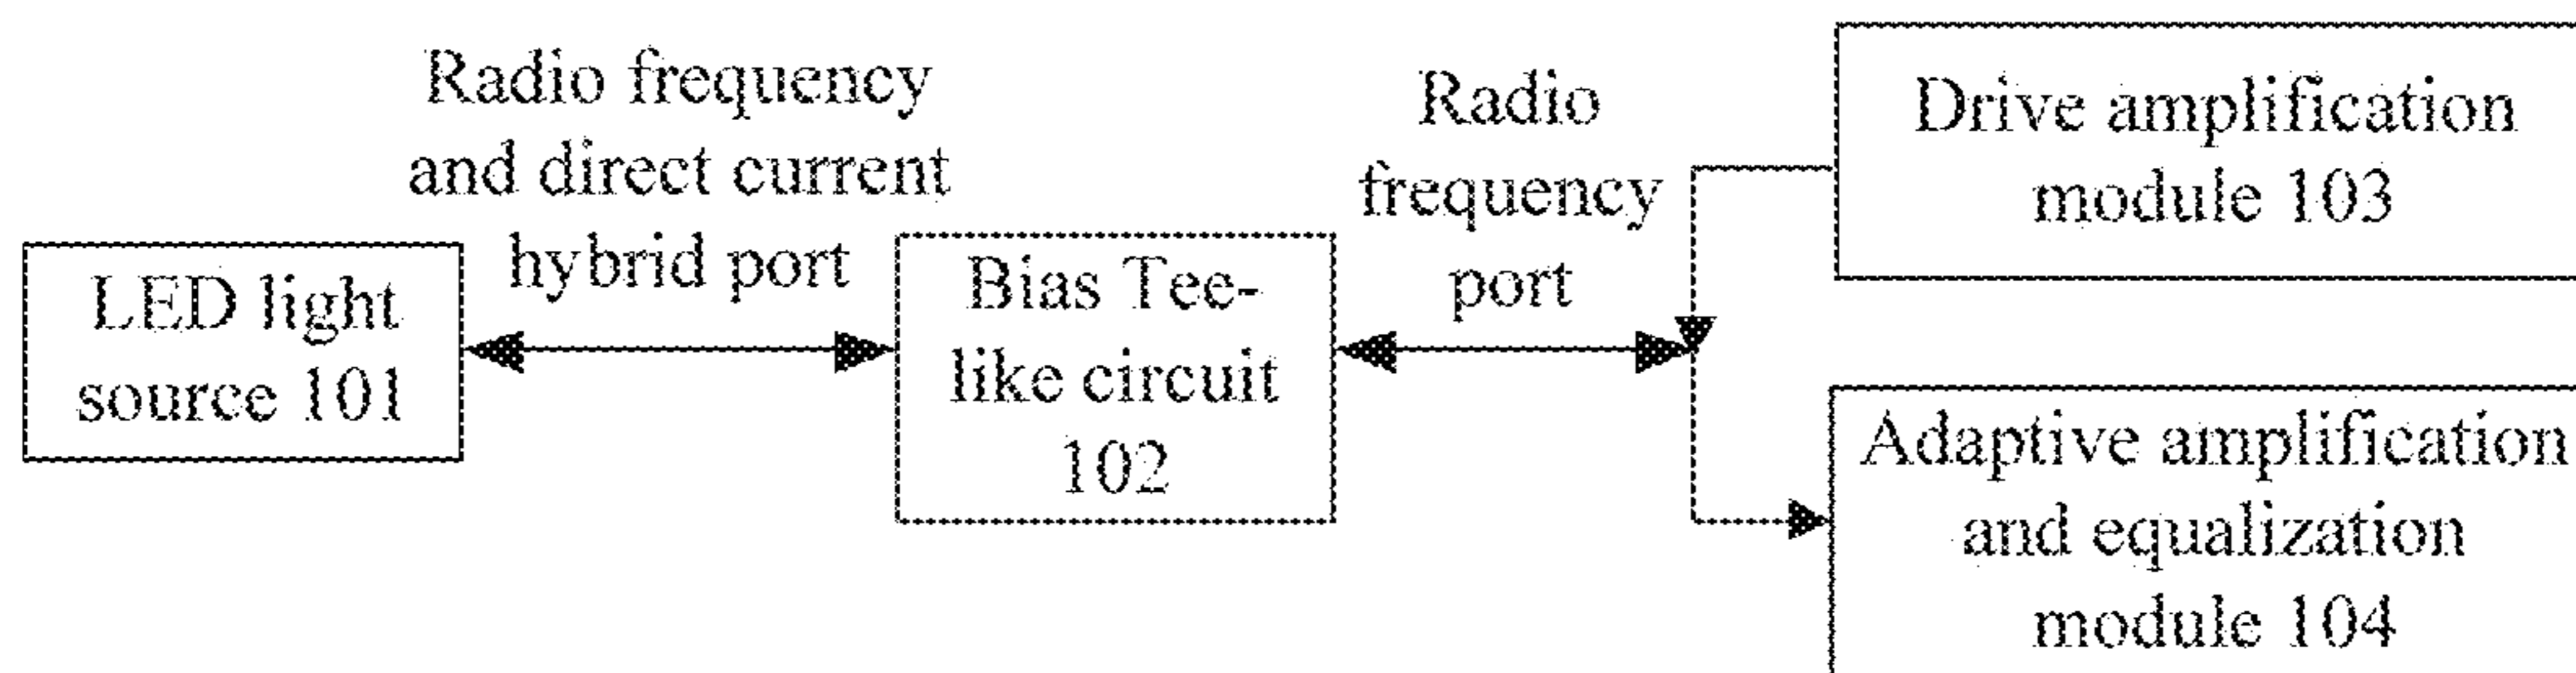 Radio frequency
and direct current
hybrid port
LED light
source 101
Bias Tee-
like circuit
102
Radio
frequency
port
Drive amplification
module 103
Adaptive amplification
and equalization
module 104